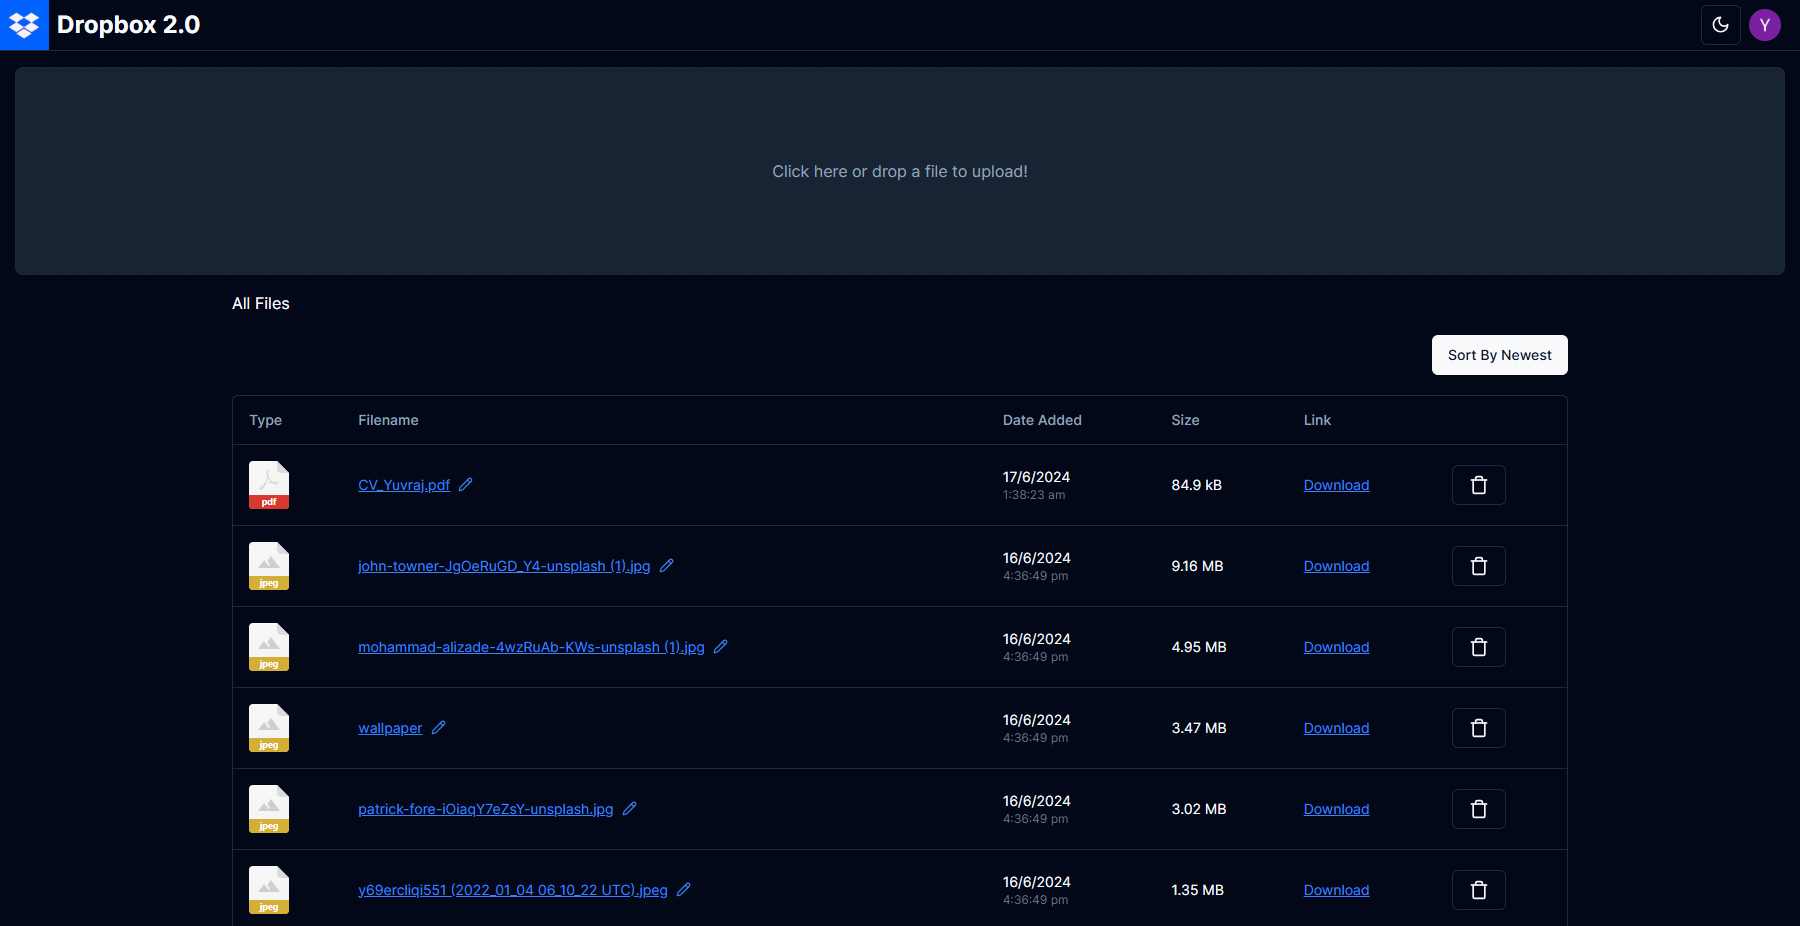 Dropbox 2.0
Y
Click here or drop a file to upload!
All Files
Sort By Newest
Type Filename Date Added Size Link
pdf CV_Yuvraj.pdf 17/6/2024 84.9 kB Download
1:38:23 am
jpeg john-towner-JgOeRuGD_Y4-unsplash (1).jpg 16/6/2024 9.16 MB Download
4:36:49 pm
jpeg mohammad-alizade-4wzRuAb-KWs-unsplash (1).jpg 16/6/2024 4.95 MB Download
4:36:49 pm
jpeg wallpaper 16/6/2024 3.47 MB Download
4:36:49 pm
jpeg patrick-fore-iOiaqY7eZsY-unsplash.jpg 16/6/2024 3.02 MB Download
4:36:49 pm
jpeg y69ercliqi551 (2022_01_04 06_10_22 UTC).jpeg 16/6/2024 1.35 MB Download
4:36:49 pm